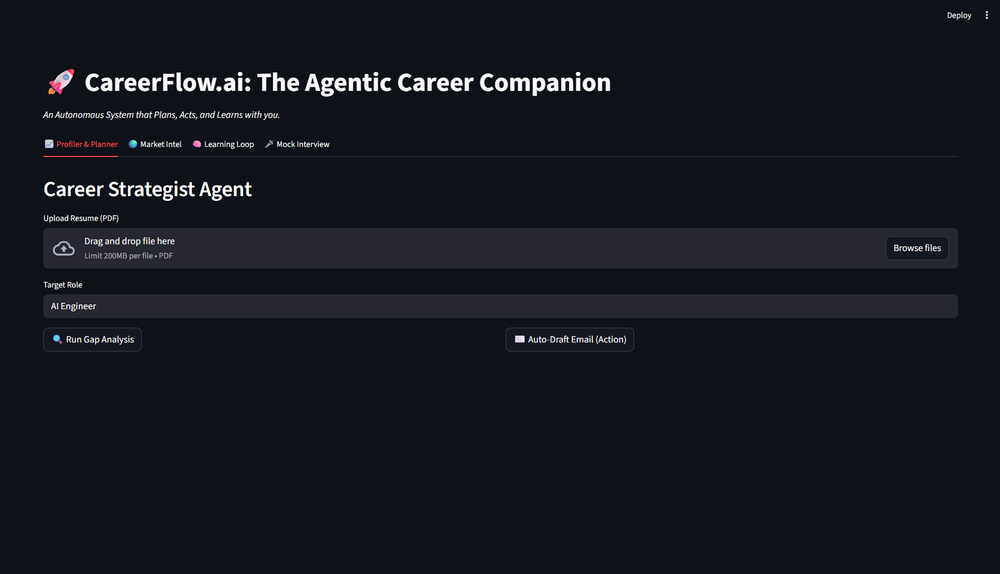 Deploy
CareerFlow.ai: The Agentic Career Companion
An Autonomous System that Plans, Acts, and Learns with you.
Profiler & Planner
Market Intel
Learning Loop
Mock Interview
Career Strategist Agent
Upload Resume (PDF)
Drag and drop file here
Limit 200MB per file • PDF
Browse files
Target Role
AI Engineer
Run Gap Analysis
Auto-Draft Email (Action)